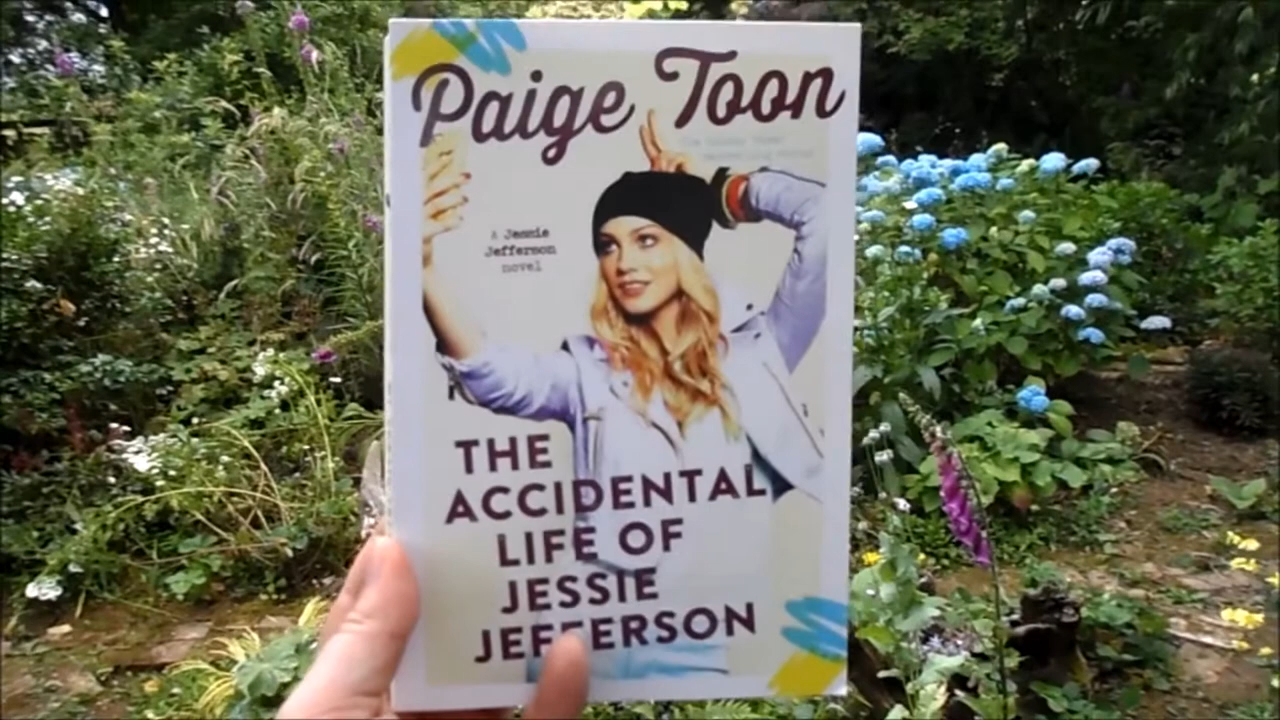 Paige Toon
A Jessie
Jefferson
novel
THE
ACCIDENTAL
LIFE OF
JESSIE
JEFFERSON